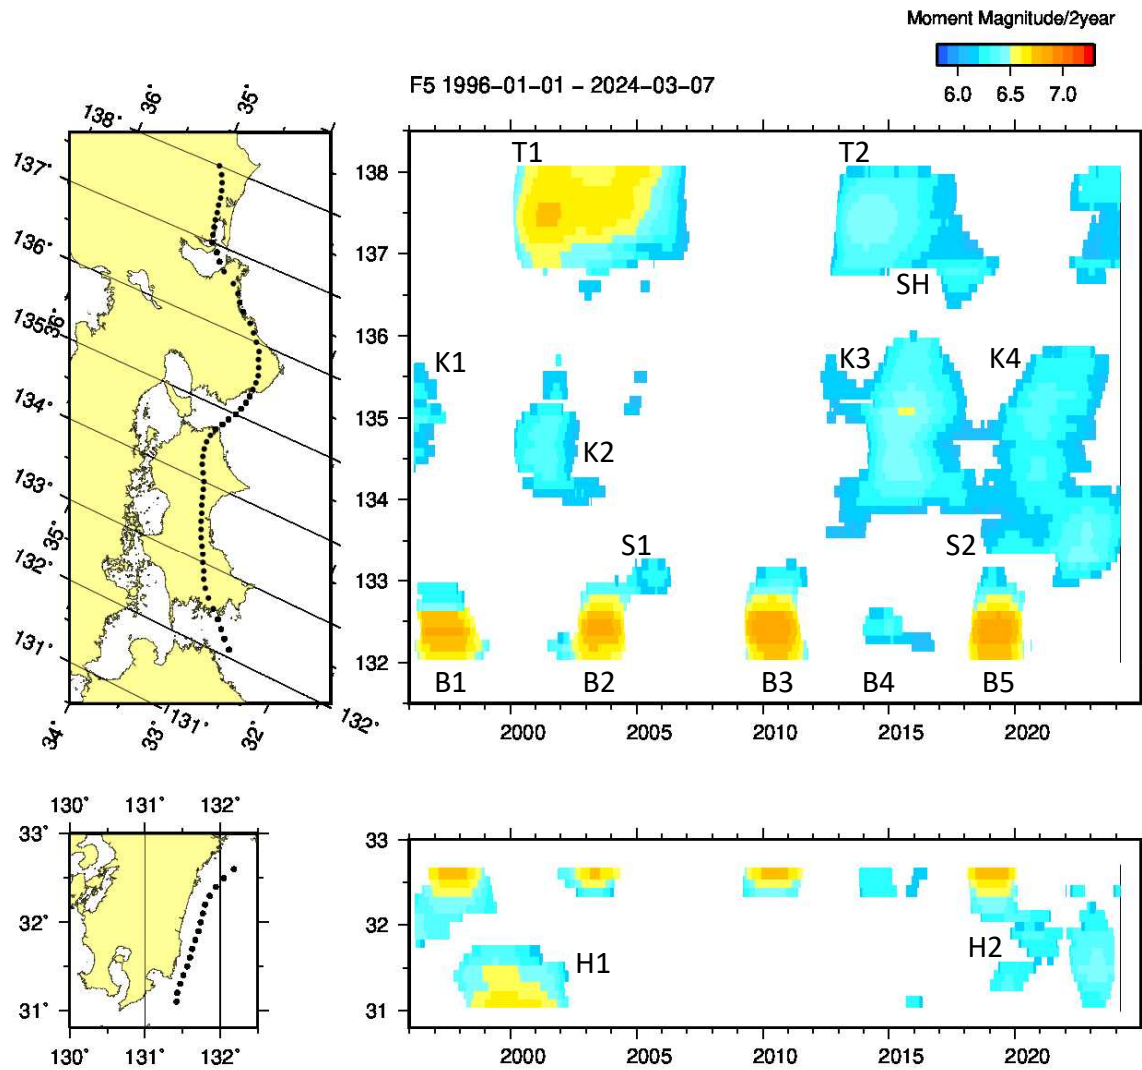 Moment Magnitude/2year
6.0 6.5 7.0
F5 1996-01-01 - 2024-03-07
138° 36° 35°
137°
136°
135°
36°
134°
133°
35°
132°
131°
34° 33° 131° 32° 132°
T1 T2
138
137
SH
136
K1 K3 K4
135
K2
134
S1 S2
133
132
B1 B2 B3 B4 B5
2000 2005 2010 2015 2020
130° 131° 132°
33°
32°
31°
130° 131° 132°
33
32
H1 H2
31
2000 2005 2010 2015 2020